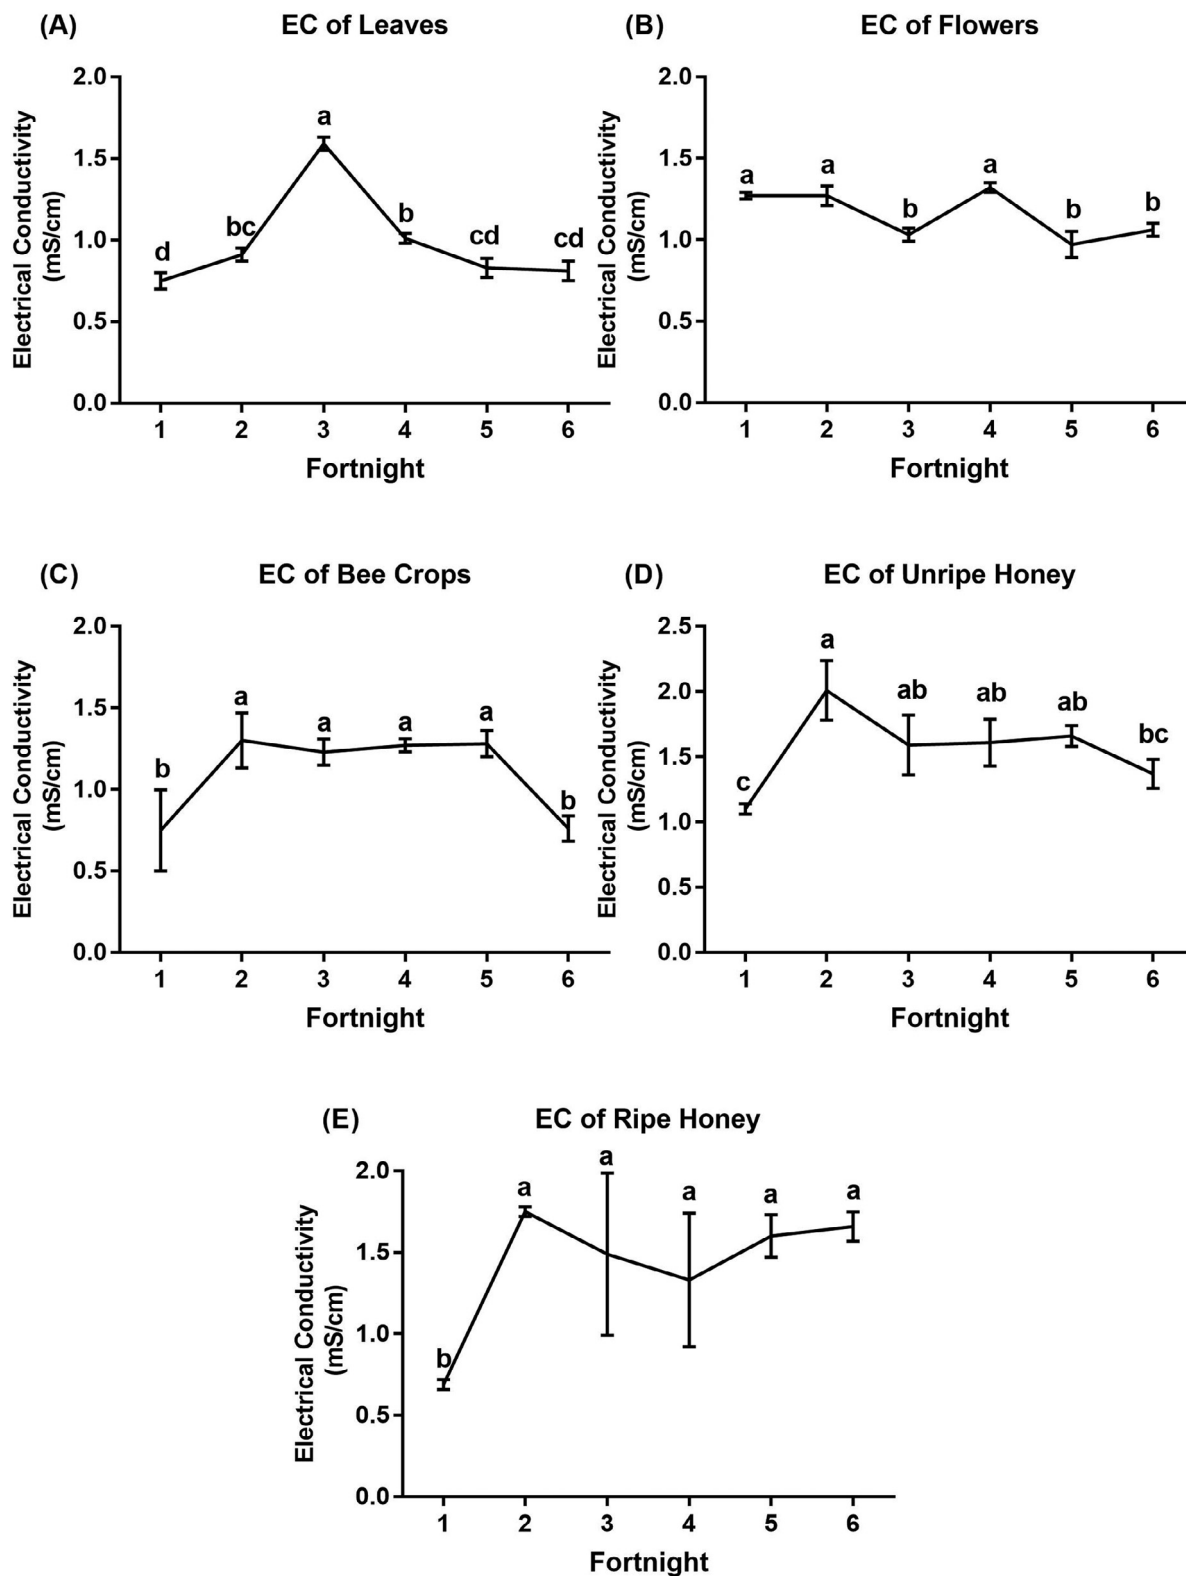 (A) EC of Leaves
Electrical Conductivity
(mS/cm)
2.0
1.5
1.0
0.5
0.0
d
bc
a
b
cd
cd
1 2 3 4 5 6
Fortnight
(B) EC of Flowers
Electrical Conductivity
(mS/cm)
2.0
1.5
1.0
0.5
0.0
a
a
b
a
b
b
1 2 3 4 5 6
Fortnight
(C) EC of Bee Crops
Electrical Conductivity
(mS/cm)
2.0
1.5
1.0
0.5
0.0
b
a
a
a
a
b
1 2 3 4 5 6
Fortnight
(D) EC of Unripe Honey
Electrical Conductivity
(mS/cm)
2.5
2.0
1.5
1.0
0.5
0.0
c
a
ab
ab
ab
bc
1 2 3 4 5 6
Fortnight
(E) EC of Ripe Honey
Electrical Conductivity
(mS/cm)
2.0
1.5
1.0
0.5
0.0
b
a
a
a
a
a
1 2 3 4 5 6
Fortnight